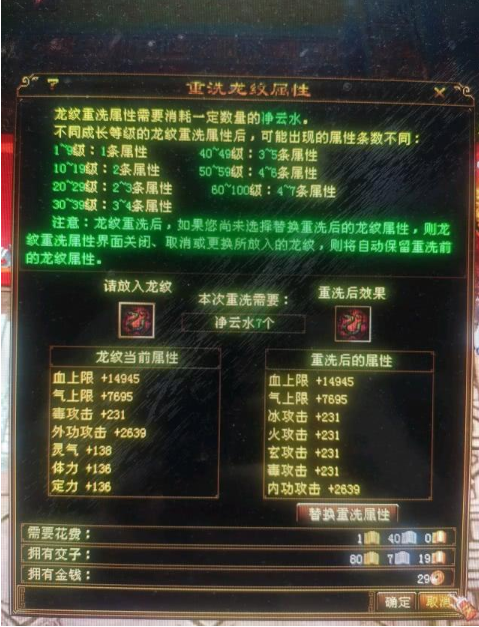 ? 重洗龙纹属性 ×
龙纹重洗属性需要消耗一定数量的净云水。
不同成长等级的龙纹重洗属性后，可能出现的属性条数不同：
1~9级：1条属性 40~49级：3~5条属性
10~19级：2条属性 50~59级：4~6条属性
20~29级：2~3条属性 60~100级：4~7条属性
30~39级：3~4条属性
注意：龙纹重洗后，如果您尚未选择替换重洗后的龙纹属性，则龙
纹重洗属性界面关闭、取消或更换所放入的龙纹，则将自动保留重洗前
的龙纹属性。
请放入龙纹 本次重洗需要： 重洗后效果
净云水7个
龙纹当前属性
血上限 +14945
气上限 +7695
毒攻击 +231
外功攻击 +2639
灵气 +138
体力 +136
定力 +136
重洗后的属性
血上限 +14945
气上限 +7695
冰攻击 +231
火攻击 +231
玄攻击 +231
毒攻击 +231
内功攻击 +2639
替换重洗属性
需要花费： 1 40 0
拥有交子： 80 7 19
拥有金钱： 29
确定 取消